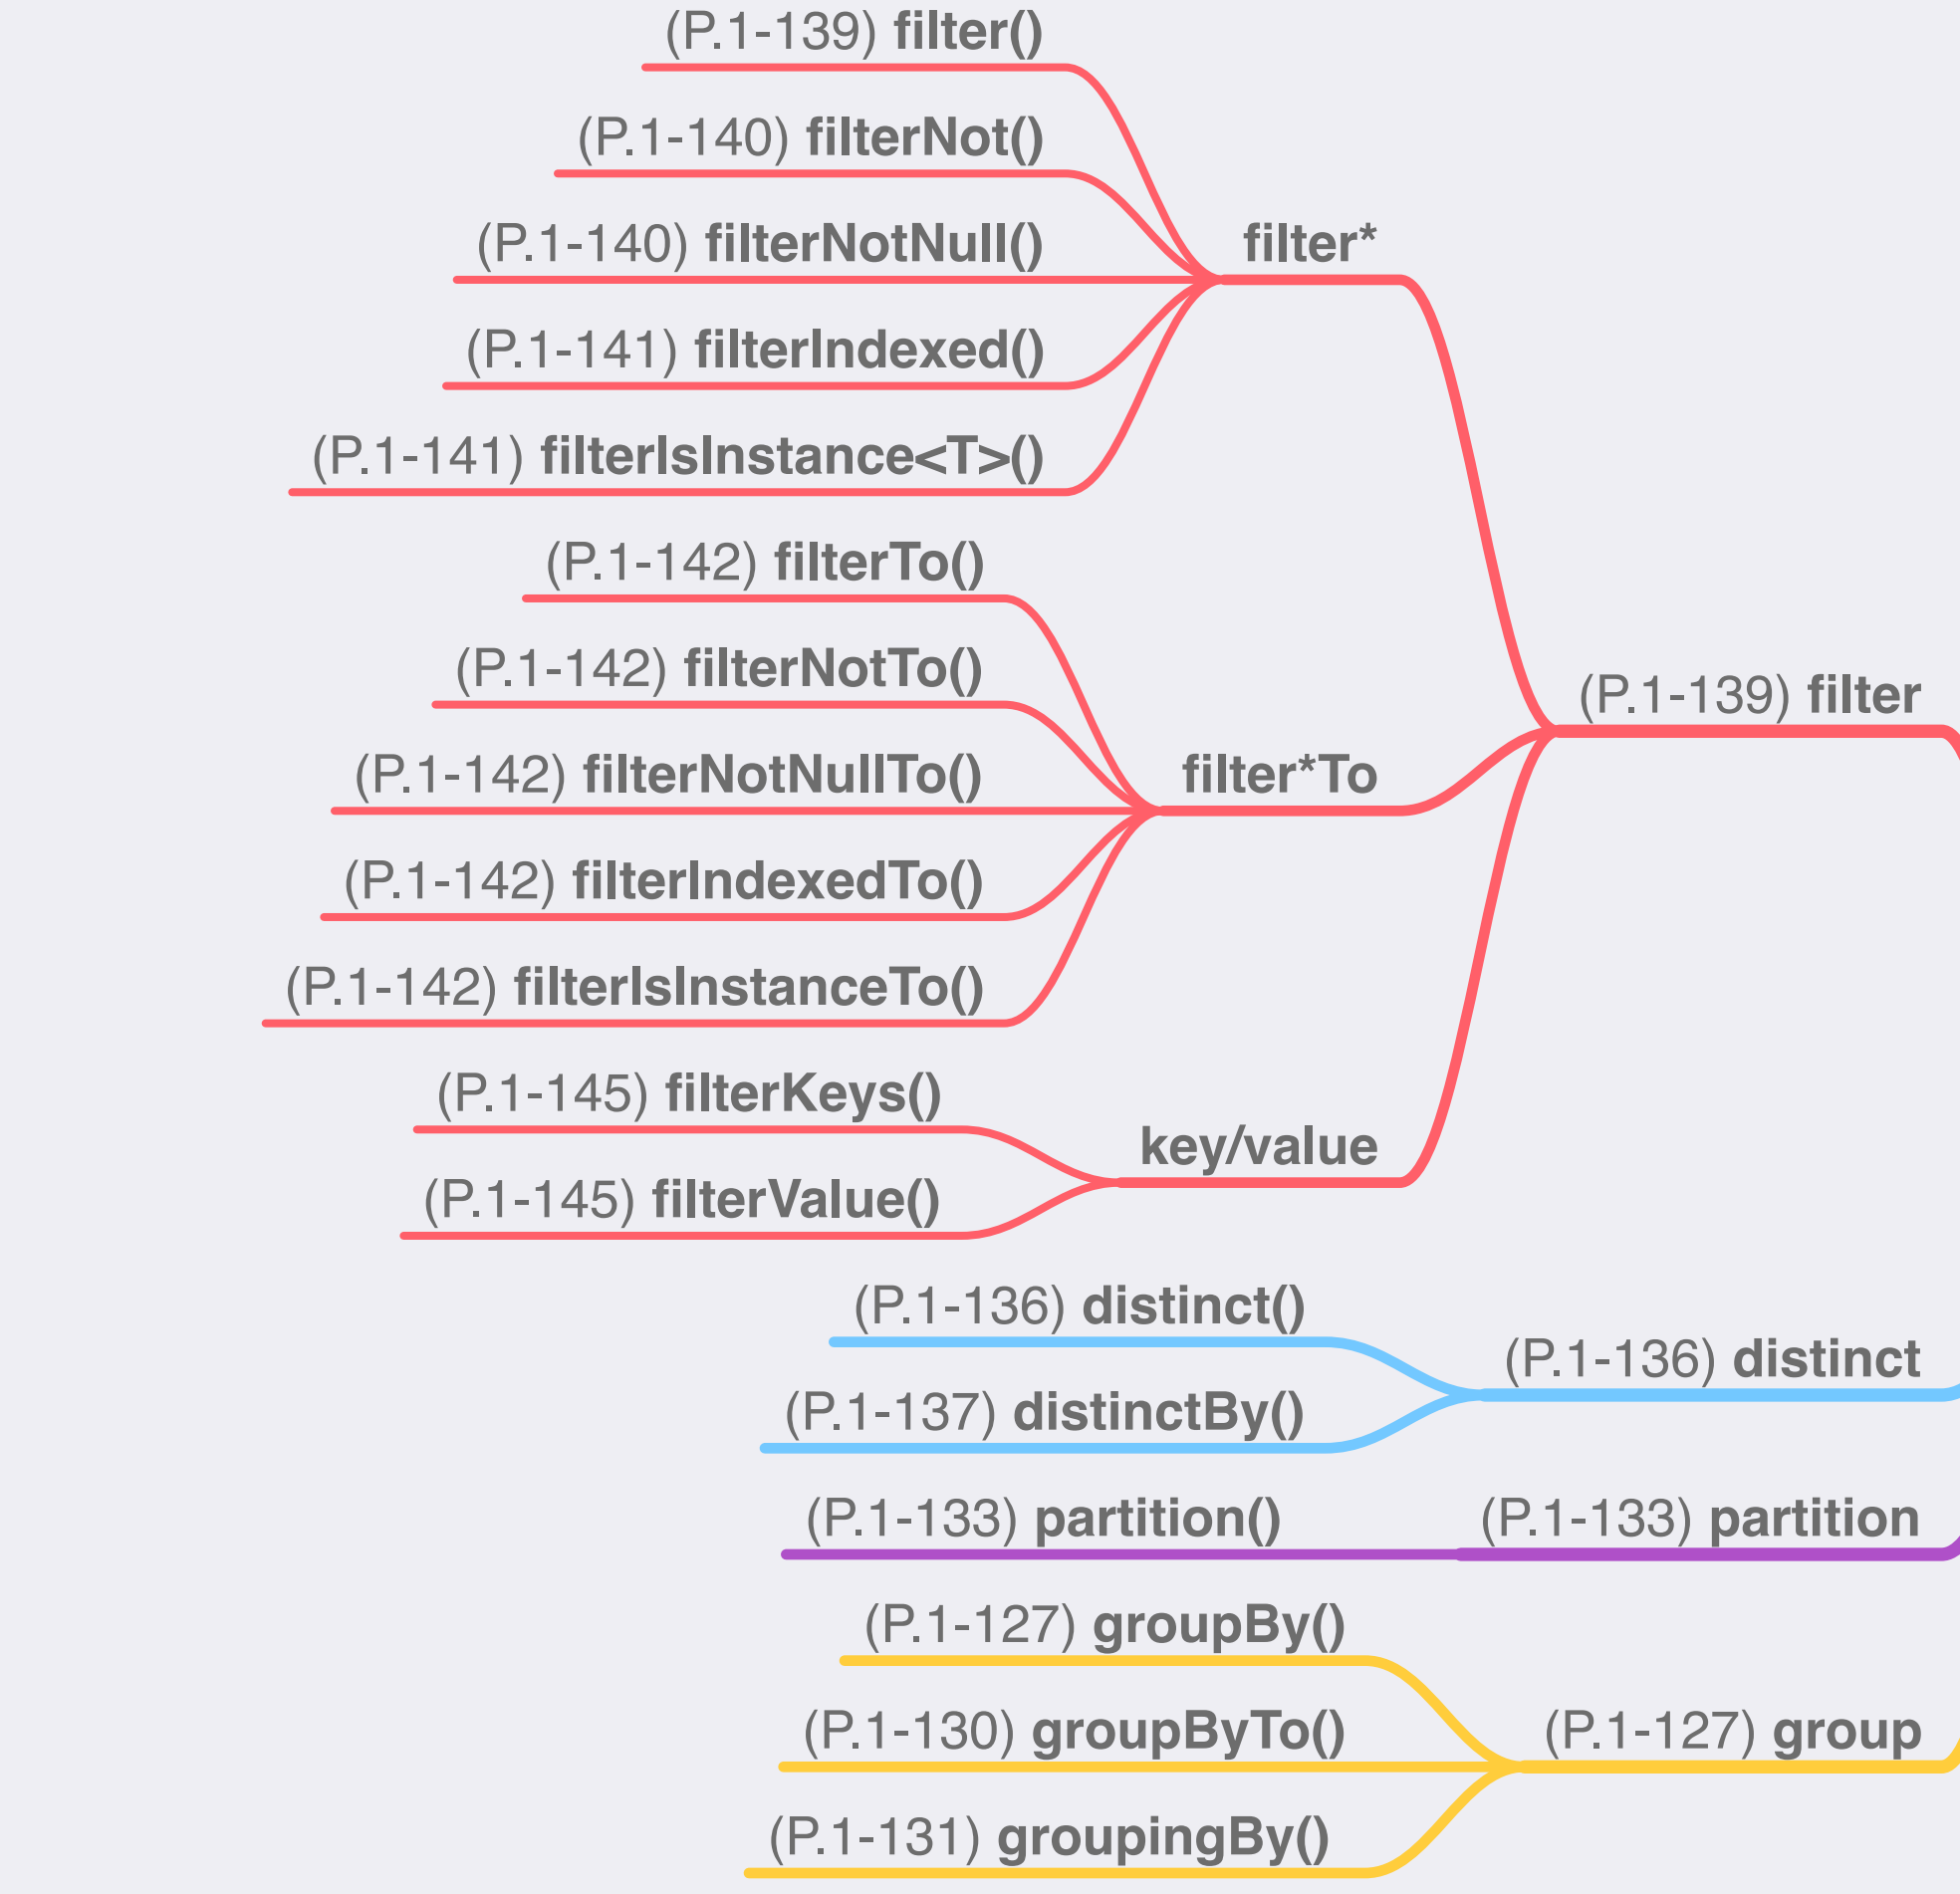 (P.1-139) filter()
(P.1-140) filterNot()
(P.1-140) filterNotNull()
filter*
(P.1-141) filterIndexed()
(P.1-141) filterIsInstance<T>()
(P.1-142) filterTo()
(P.1-142) filterNotTo()
(P.1-139) filter
(P.1-142) filterNotNullTo()
filter*To
(P.1-142) filterIndexedTo()
(P.1-142) filterIsInstanceTo()
(P.1-145) filterKeys()
key/value
(P.1-145) filterValue()
(P.1-136) distinct()
(P.1-136) distinct
(P.1-137) distinctBy()
(P.1-133) partition()
(P.1-133) partition
(P.1-127) groupBy()
(P.1-130) groupByTo()
(P.1-127) group
(P.1-131) groupingBy()